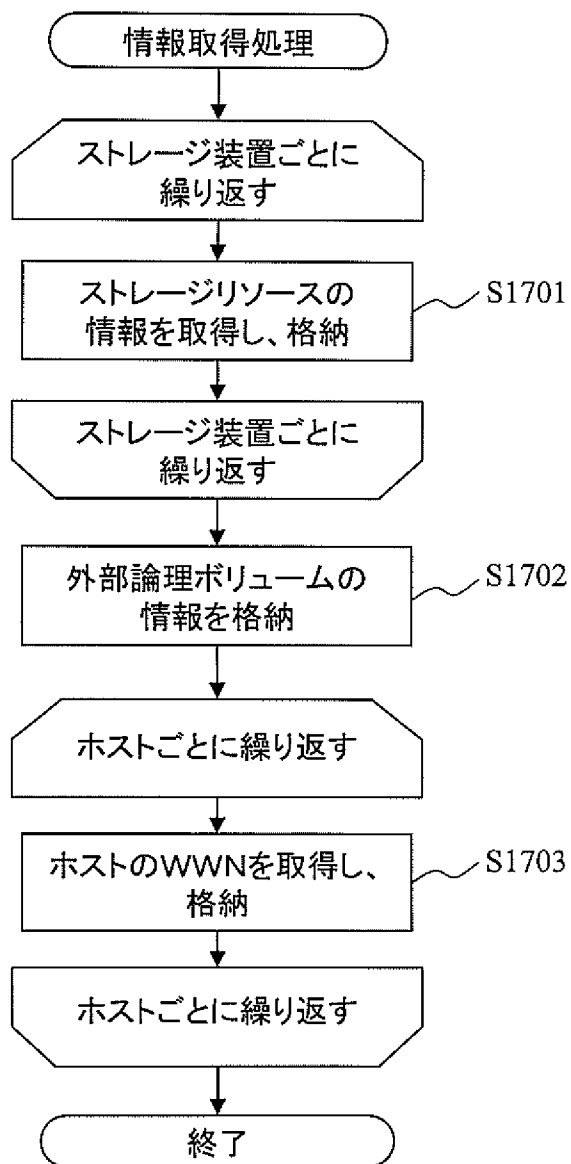 情報取得処理
ストレージ装置ごとに
繰り返す
ストレージリソースの
情報を取得し、格納
S1701
ストレージ装置ごとに
繰り返す
外部論理ボリュームの
情報を格納
S1702
ホストごとに繰り返す
ホストのWWNを取得し、
格納
S1703
ホストごとに繰り返す
終了